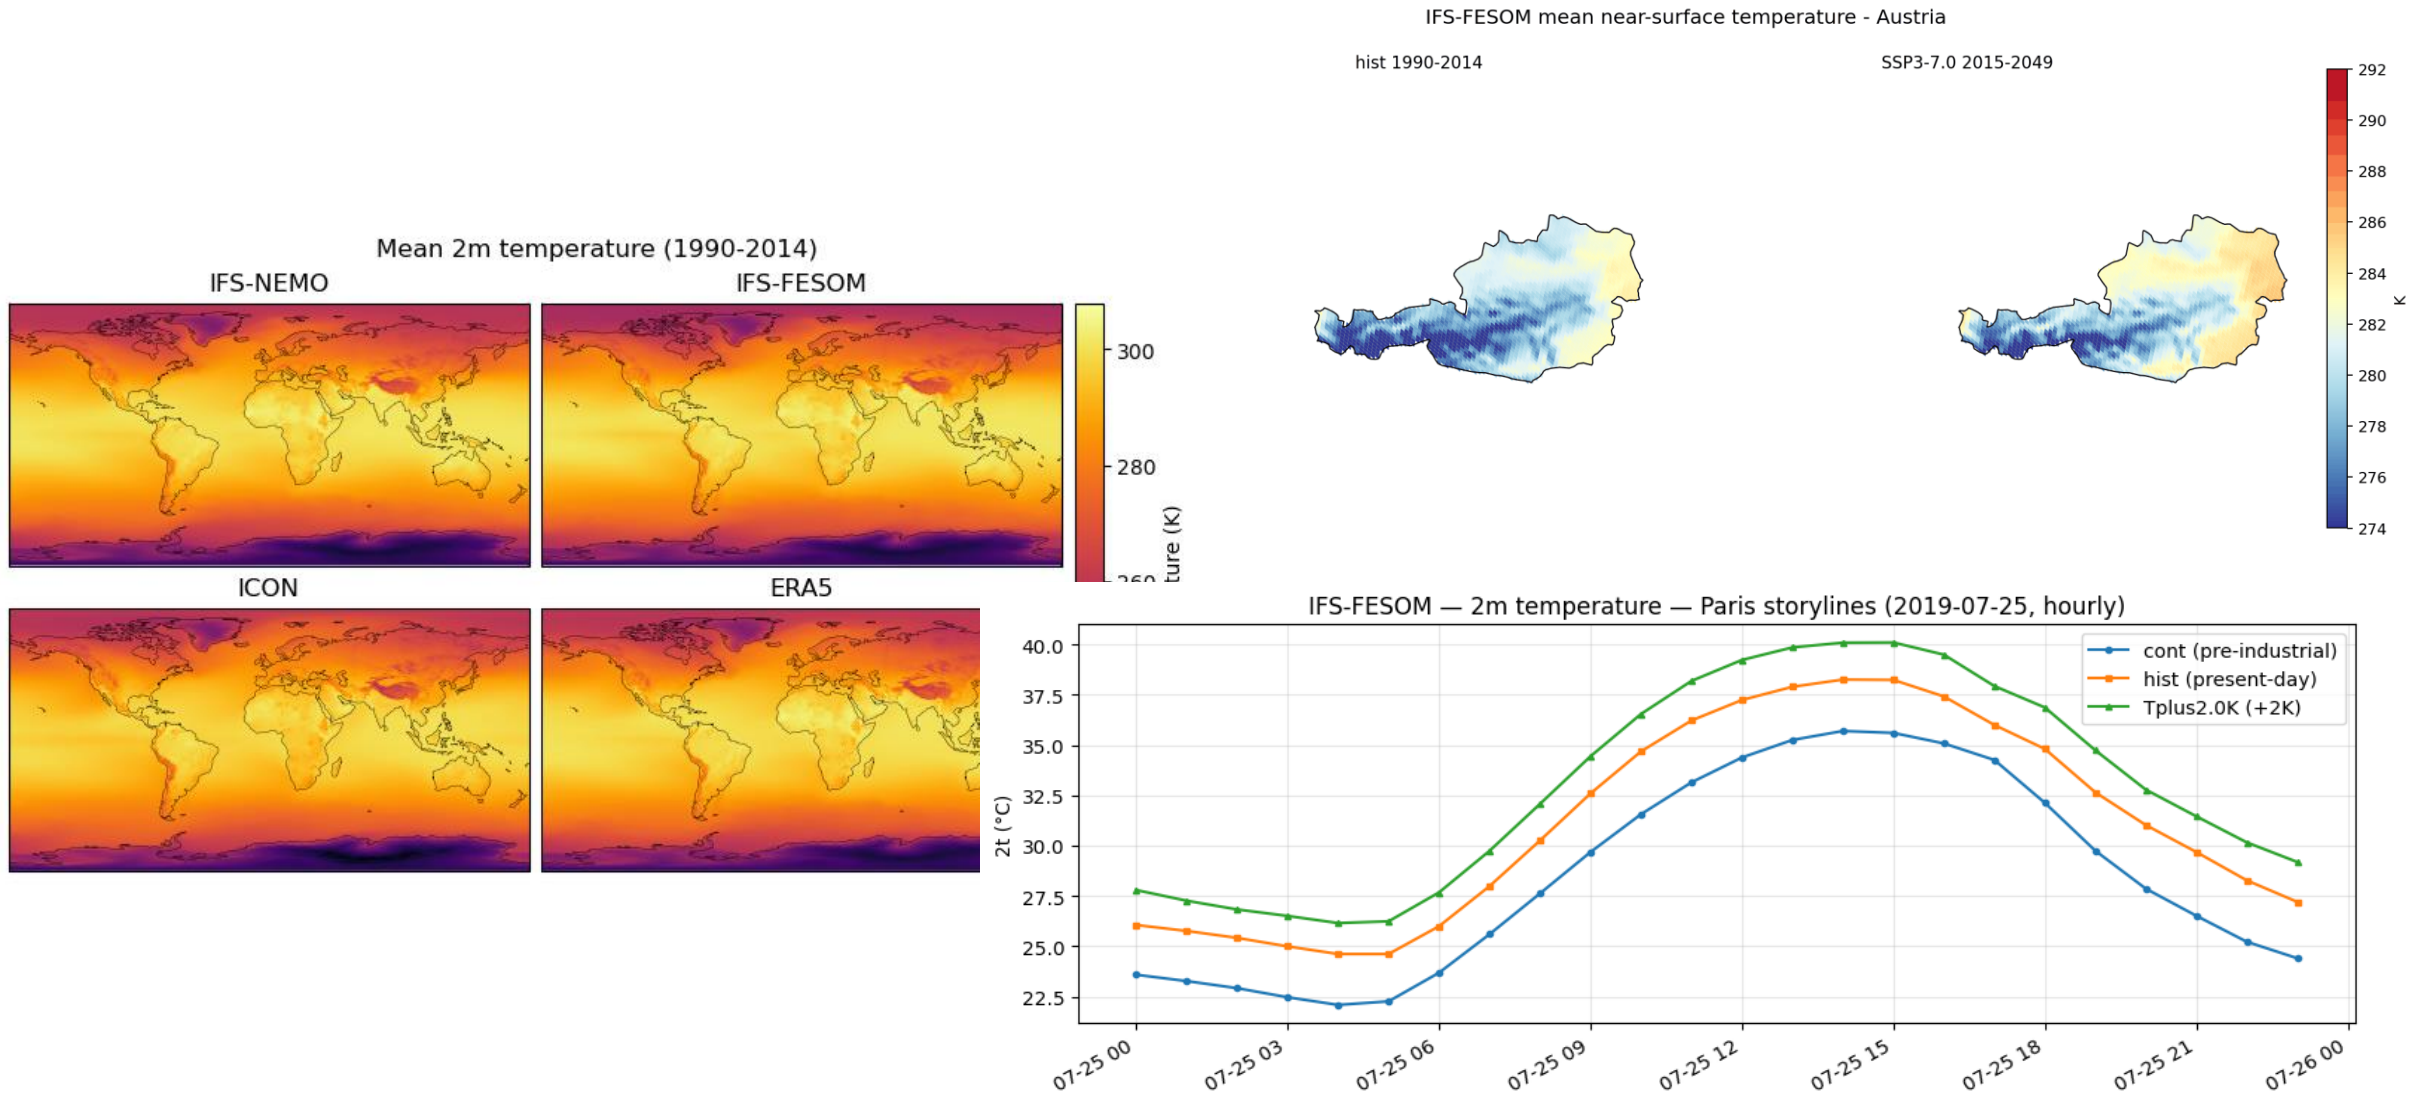 IFS-FESOM mean near-surface temperature - Austria
hist 1990-2014
SSP3-7.0 2015-2049
292
290
288
286
284
282
280
278
276
274
K
Mean 2m temperature (1990-2014)
IFS-NEMO
IFS-FESOM
ICON
ERA5
300
280
(K)
IFS-FESOM — 2m temperature — Paris storylines (2019-07-25, hourly)
cont (pre-industrial)
hist (present-day)
Tplus2.0K (+2K)
2t (°C)
40.0
37.5
35.0
32.5
30.0
27.5
25.0
22.5
07-25 00
07-25 03
07-25 06
07-25 09
07-25 12
07-25 15
07-25 18
07-25 21
07-26 00